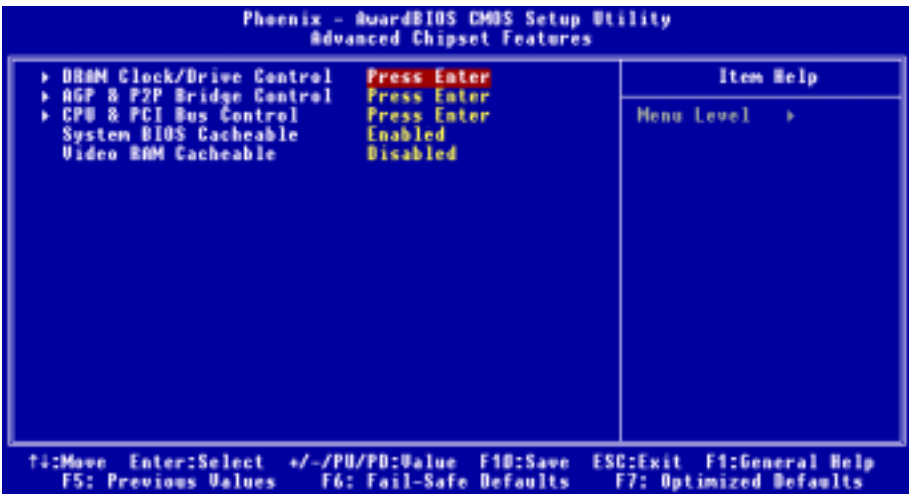 Phoenix - AwardBIOS CMOS Setup Utility
Advanced Chipset Features
▸ DRAM Clock/Drive Control Press Enter
▸ AGP & P2P Bridge Control Press Enter
▸ CPU & PCI Bus Control Press Enter
System BIOS Cacheable Enabled
Video RAM Cacheable Disabled
Item Help
Menu Level ▸
↑↓:Move Enter:Select +/-/PU/PD:Value F10:Save ESC:Exit F1:General Help
F5: Previous Values F6: Fail-Safe Defaults F7: Optimized Defaults